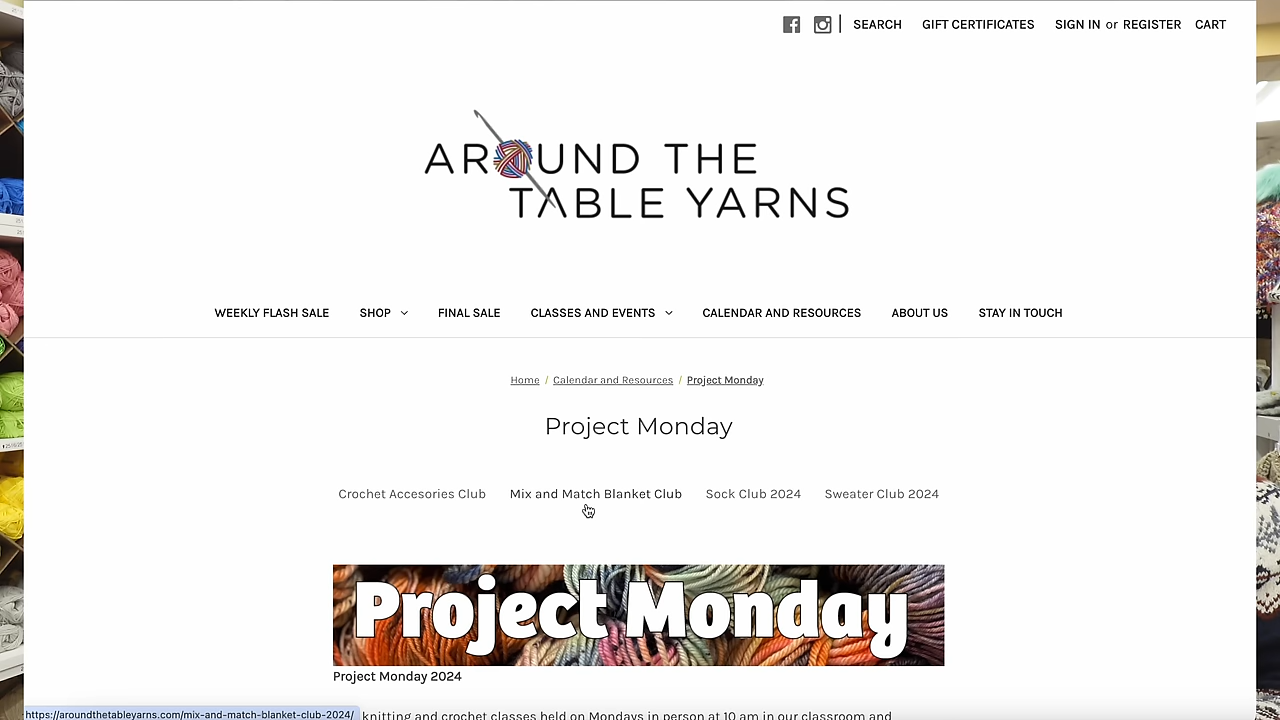 SEARCH GIFT CERTIFICATES SIGN IN or REGISTER CART
AROUND THE
TABLE YARNS
WEEKLY FLASH SALE SHOP FINAL SALE CLASSES AND EVENTS CALENDAR AND RESOURCES ABOUT US STAY IN TOUCH
Home / Calendar and Resources / Project Monday
Project Monday
Crochet Accesories Club Mix and Match Blanket Club Sock Club 2024 Sweater Club 2024
Project Monday
Project Monday 2024
knitting and crochet classes held on Mondays in person at 10 am in our classroom and
https://aroundthetableyarns.com/mix-and-match-blanket-club-2024/